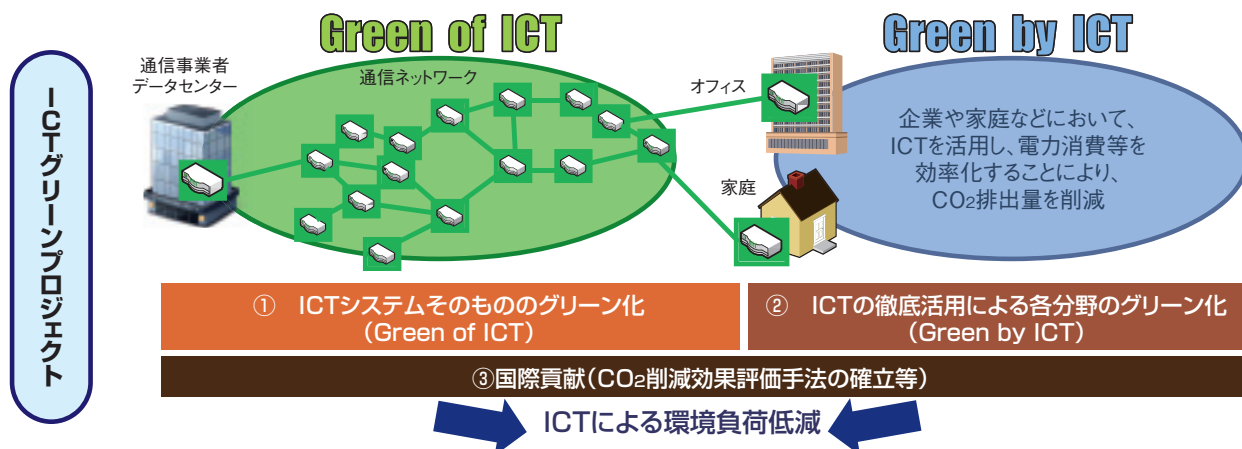 Green of ICT
Green by ICT
ICTグリーンプロジェクト
通信事業者
データセンター
通信ネットワーク
オフィス
家庭
企業や家庭などにおいて、
ICTを活用し、電力消費等を
効率化することにより、
CO₂排出量を削減
① ICTシステムそのもののグリーン化
(Green of ICT)
② ICTの徹底活用による各分野のグリーン化
(Green by ICT)
③国際貢献(CO₂削減効果評価手法の確立等)
ICTによる環境負荷低減